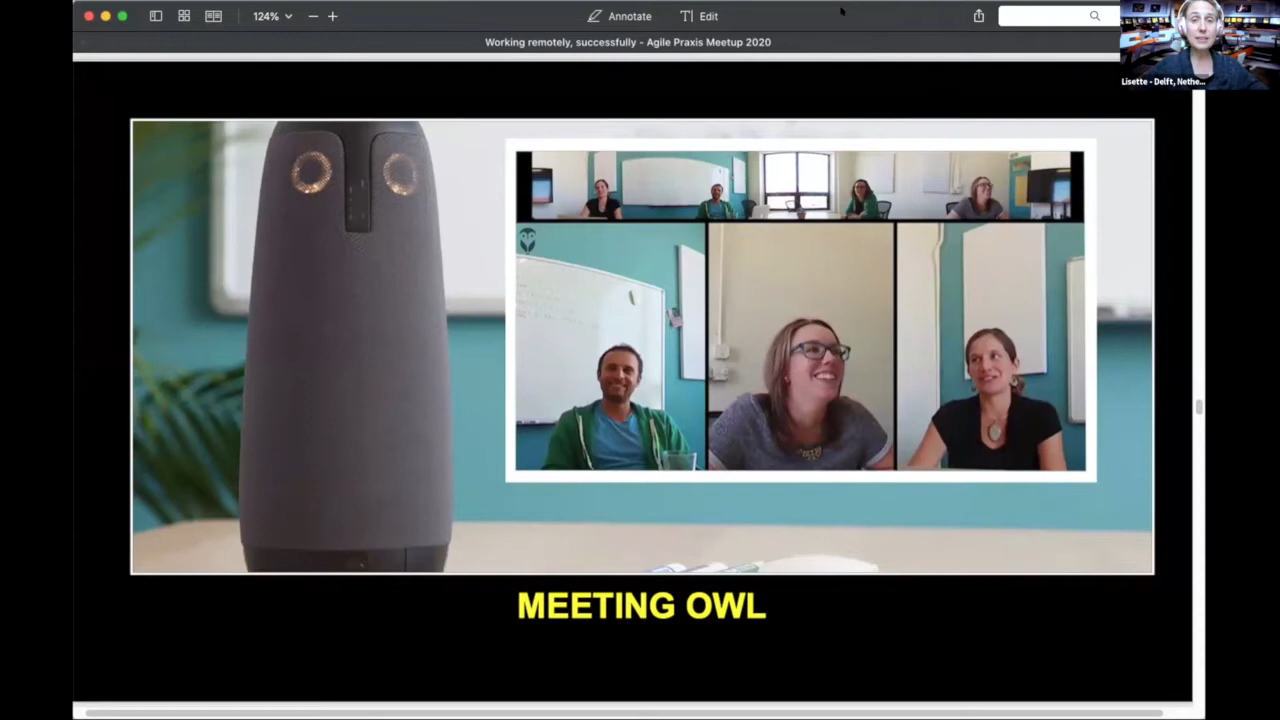 124%
Annotate
Edit
Working remotely, successfully - Agile Praxis Meetup 2020
Lisette - Delft, Nethe...
MEETING OWL